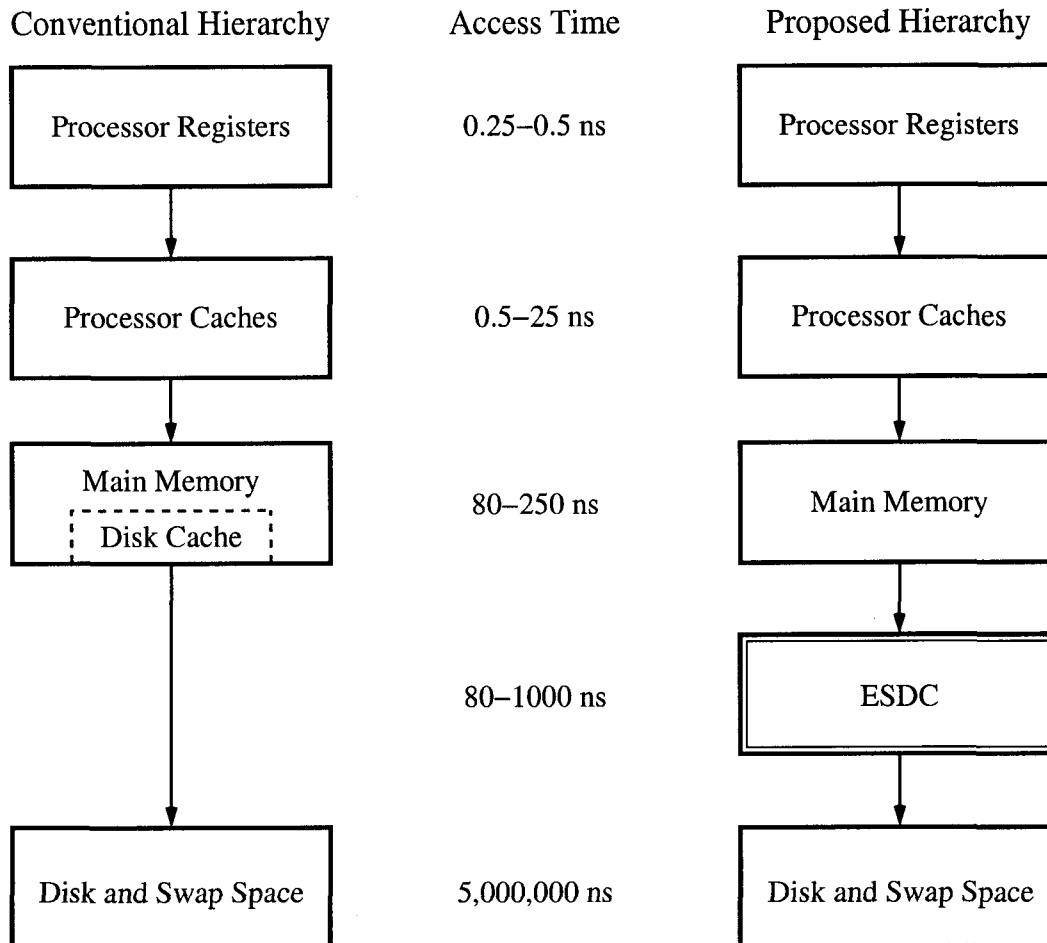 Conventional Hierarchy Access Time Proposed Hierarchy
Processor Registers 0.25–0.5 ns Processor Registers
Processor Caches 0.5–25 ns Processor Caches
Main Memory
Disk Cache
80–250 ns
Main Memory
80–1000 ns ESDC
Disk and Swap Space 5,000,000 ns Disk and Swap Space